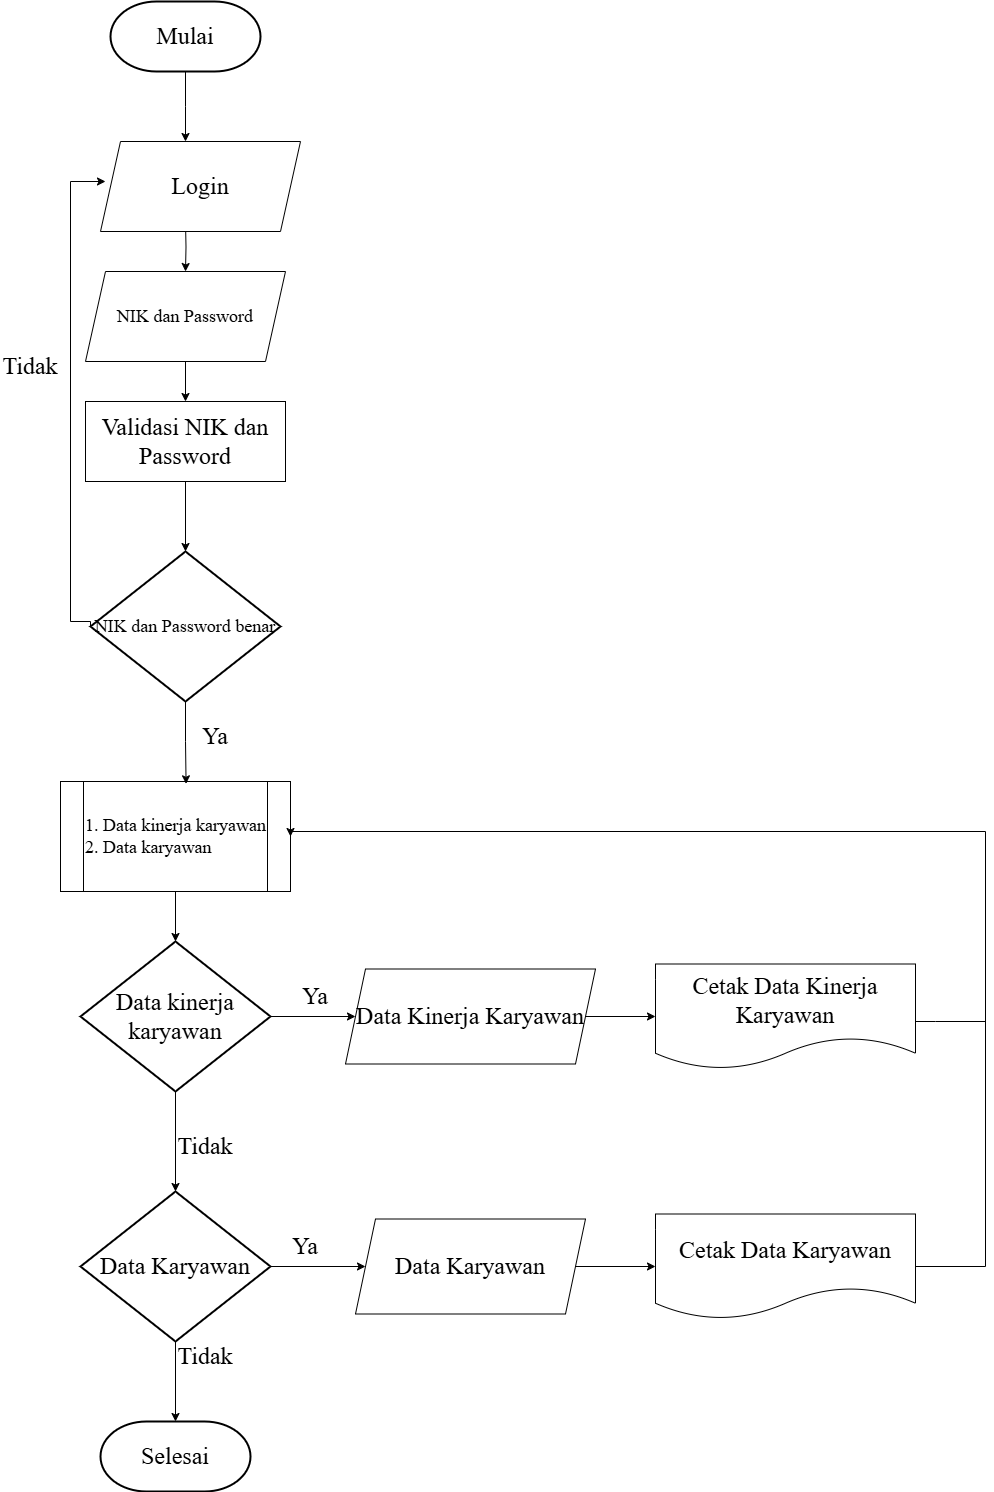 Mulai
Login
NIK dan Password
Tidak
Validasi NIK dan
Password
NIK dan Password benar
Ya
1. Data kinerja karyawan
2. Data karyawan
Data kinerja
karyawan
Ya
Data Kinerja Karyawan
Cetak Data Kinerja
Karyawan
Tidak
Data Karyawan
Ya
Data Karyawan
Cetak Data Karyawan
Tidak
Selesai